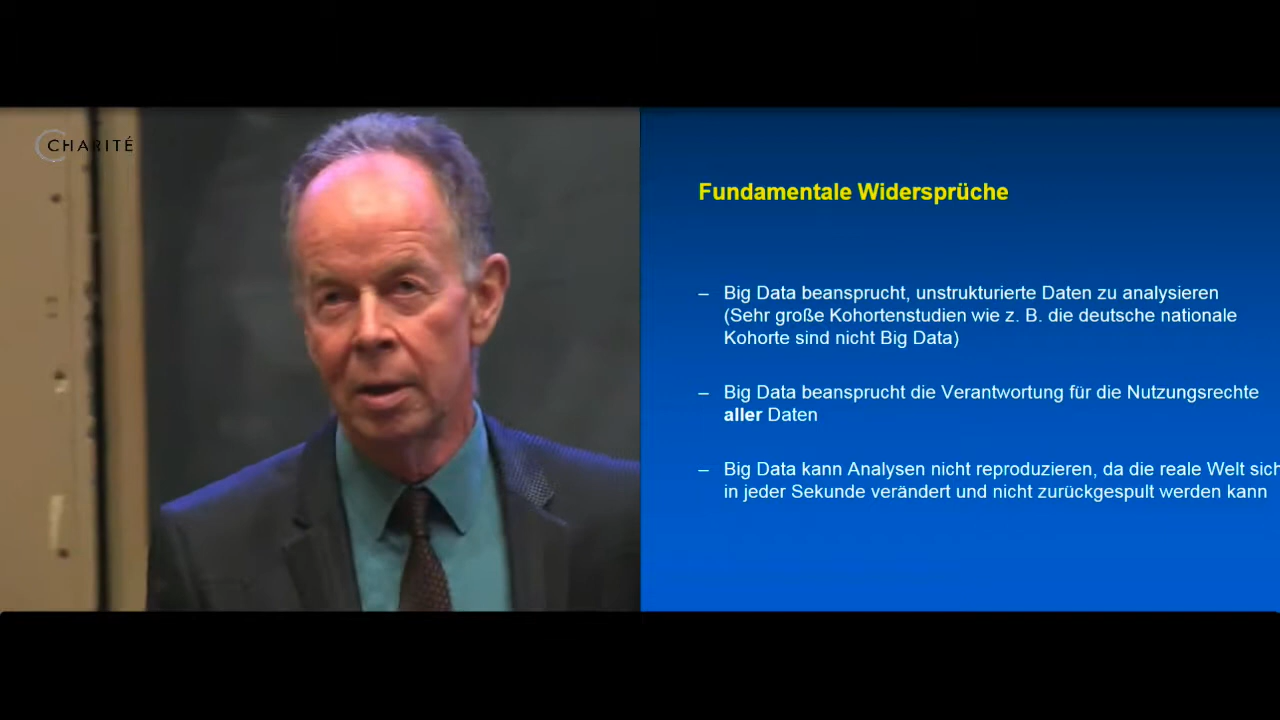 CHARITÉ
Fundamentale Widersprüche
– Big Data beansprucht, unstrukturierte Daten zu analysieren
(Sehr große Kohortenstudien wie z. B. die deutsche nationale
Kohorte sind nicht Big Data)
– Big Data beansprucht die Verantwortung für die Nutzungsrechte
aller Daten
– Big Data kann Analysen nicht reproduzieren, da die reale Welt sich
in jeder Sekunde verändert und nicht zurückgespult werden kann